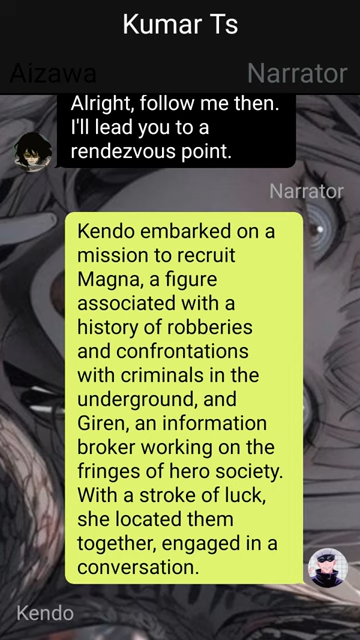 Kumar Ts
Aizawa
Narrator
Alright, follow me then.
I'll lead you to a
rendezvous point.
Narrator
Kendo embarked on a
mission to recruit
Magna, a figure
associated with a
history of robberies
and confrontations
with criminals in the
underground, and
Giren, an information
broker working on the
fringes of hero society.
With a stroke of luck,
she located them
together, engaged in a
conversation.
Kendo